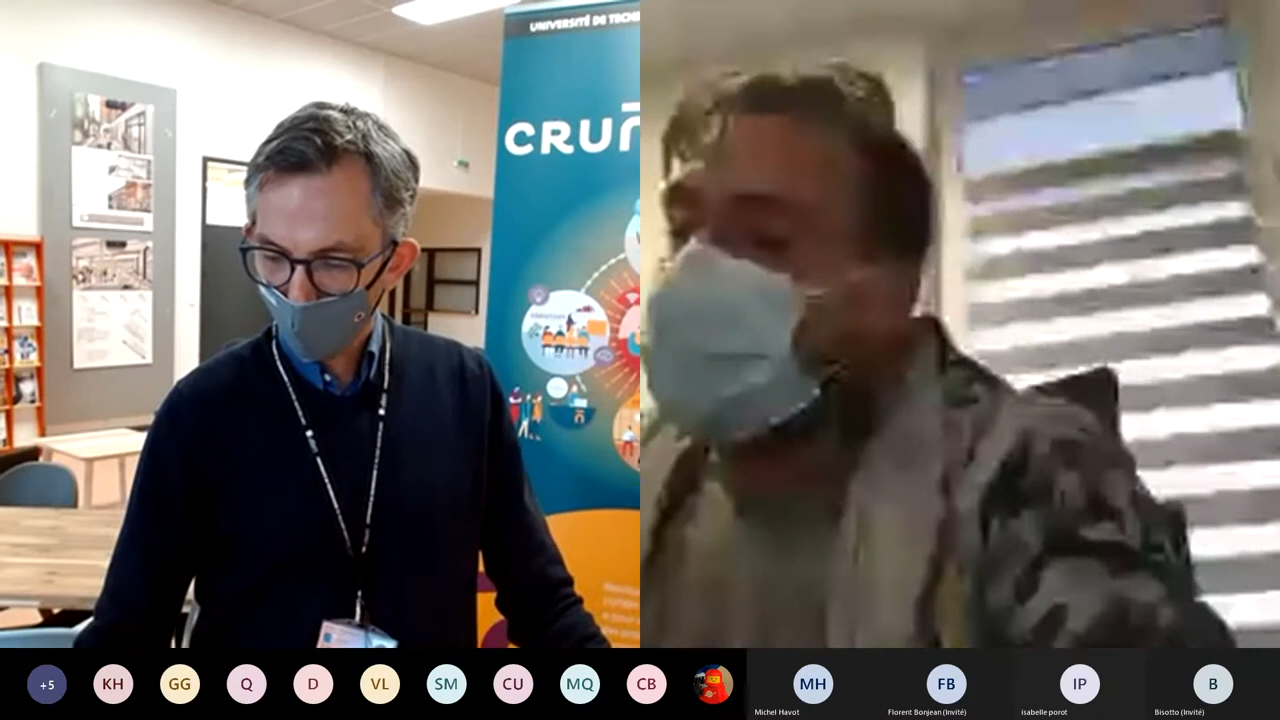 UNIVERSITÉ DE TECH
CRUN
+5
KH
GG
Q
D
VL
SM
CU
MQ
CB
MH
FB
IP
B
Michel Havot
Florent Bonjean (Invité)
isabelle porot
Bisotto (Invité)